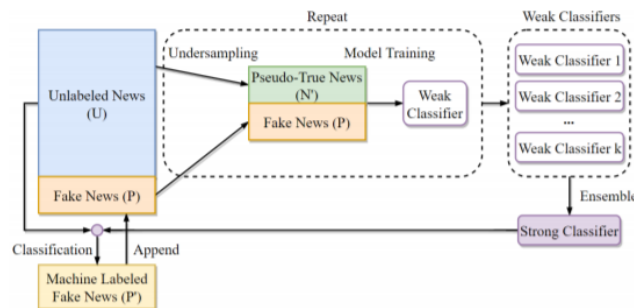 Repeat
Weak Classifiers
Undersampling
Model Training
Unlabeled News
(U)
Pseudo-True News
(N')
Fake News (P)
Weak
Classifier
Weak Classifier 1
Weak Classifier 2
...
Weak Classifier k
Fake News (P)
Ensemble
Strong Classifier
Classification
Append
Machine Labeled
Fake News (P')